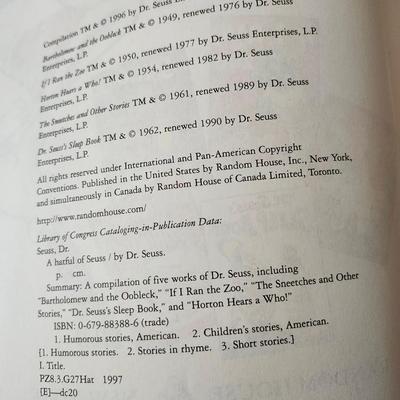 Compilation TM & © 1996 by Dr. Seuss
Bartholomew and the Oobleck TM & © 1949, renewed 1976 by Dr. Seuss
Enterprises, L.P.
If I Ran the Zoo TM & © 1950, renewed 1977 by Dr. Seuss Enterprises, L.P.
Horton Hears a Who! TM & © 1954, renewed 1982 by Dr. Seuss
Enterprises, L.P.
The Sneetches and Other Stories TM & © 1961, renewed 1989 by Dr. Seuss
Enterprises, L.P.
Dr. Seuss's Sleep Book TM & © 1962, renewed 1990 by Dr. Seuss
Enterprises, L.P.
All rights reserved under International and Pan-American Copyright
Conventions. Published in the United States by Random House, Inc., New York,
and simultaneously in Canada by Random House of Canada Limited, Toronto.
http://www.randomhouse.com/
Library of Congress Cataloging-in-Publication Data:
Seuss, Dr.
A hatful of Seuss / by Dr. Seuss.
p. cm.
Summary: A compilation of five works of Dr. Seuss, including
"Bartholomew and the Oobleck," "If I Ran the Zoo," "The Sneetches and Other
Stories," "Dr. Seuss's Sleep Book," and "Horton Hears a Who!"
ISBN: 0-679-88388-6 (trade)
1. Humorous stories, American. 2. Children's stories, American.
[1. Humorous stories. 2. Stories in rhyme. 3. Short stories.]
I. Title.
PZ8.3.G27Hat 1997
[E]—dc20